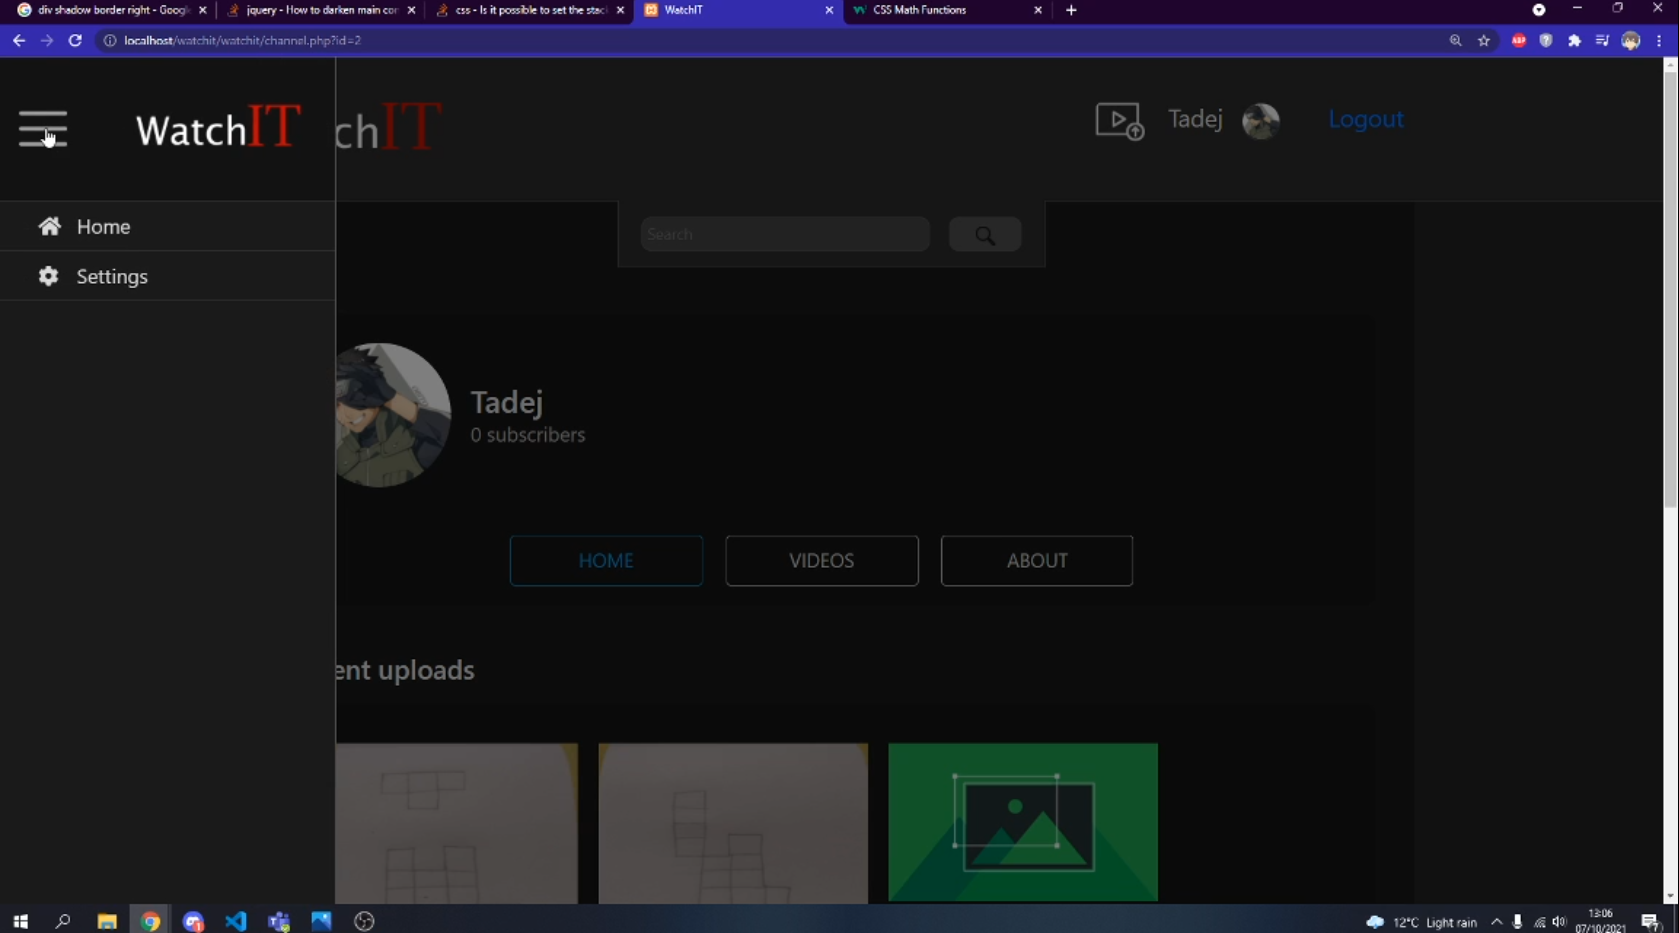 div shadow border right - Googl
jquery - How to darken main con
css - Is it possible to set the stac
WatchIT
CSS Math Functions
localhost/watchit/watchit/channel.php?id=2
ABP
WatchIT
chIT
Tadej
Logout
Home
Search
Settings
Tadej
0 subscribers
HOME
VIDEOS
ABOUT
ent uploads
12°C Light rain
13:06
07/10/2021